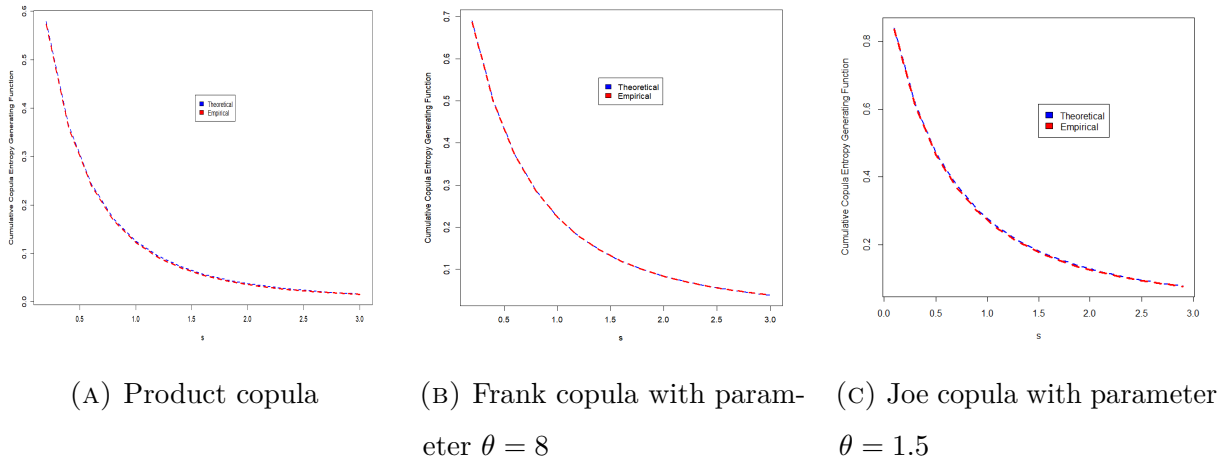 Cumulative Copula Entropy Generating Function
0.6
0.5
0.4
0.3
0.2
0.1
0.0
Theoretical
Empirical
0.5 1.0 1.5 2.0 2.5 3.0
s
Cumulative Copula Entropy Generating Function
0.7
0.6
0.5
0.4
0.3
0.2
0.1
Theoretical
Empirical
0.5 1.0 1.5 2.0 2.5 3.0
s
Cumulative Copula Entropy Generating Function
0.8
0.6
0.4
0.2
Theoretical
Empirical
0.0 0.5 1.0 1.5 2.0 2.5 3.0
s
(A) Product copula
(B) Frank copula with param-
eter θ = 8
(C) Joe copula with parameter
θ = 1.5